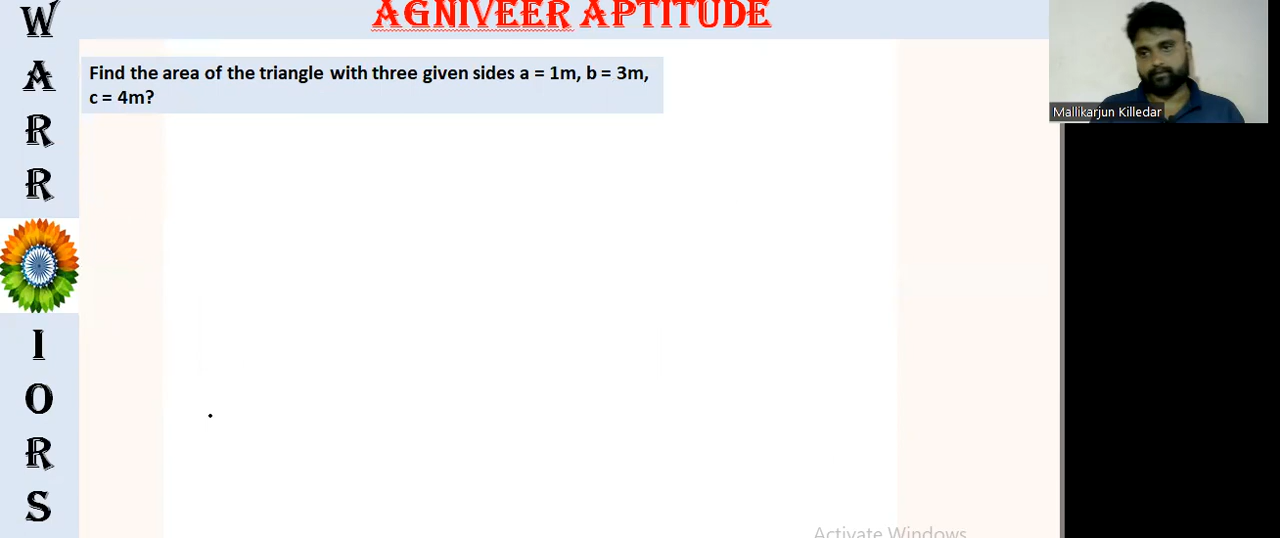 AGNIVEER APTITUDE
WARRIORS
Find the area of the triangle with three given sides a = 1m, b = 3m,
c = 4m?
Mallikarjun Killedar
Activate Windows